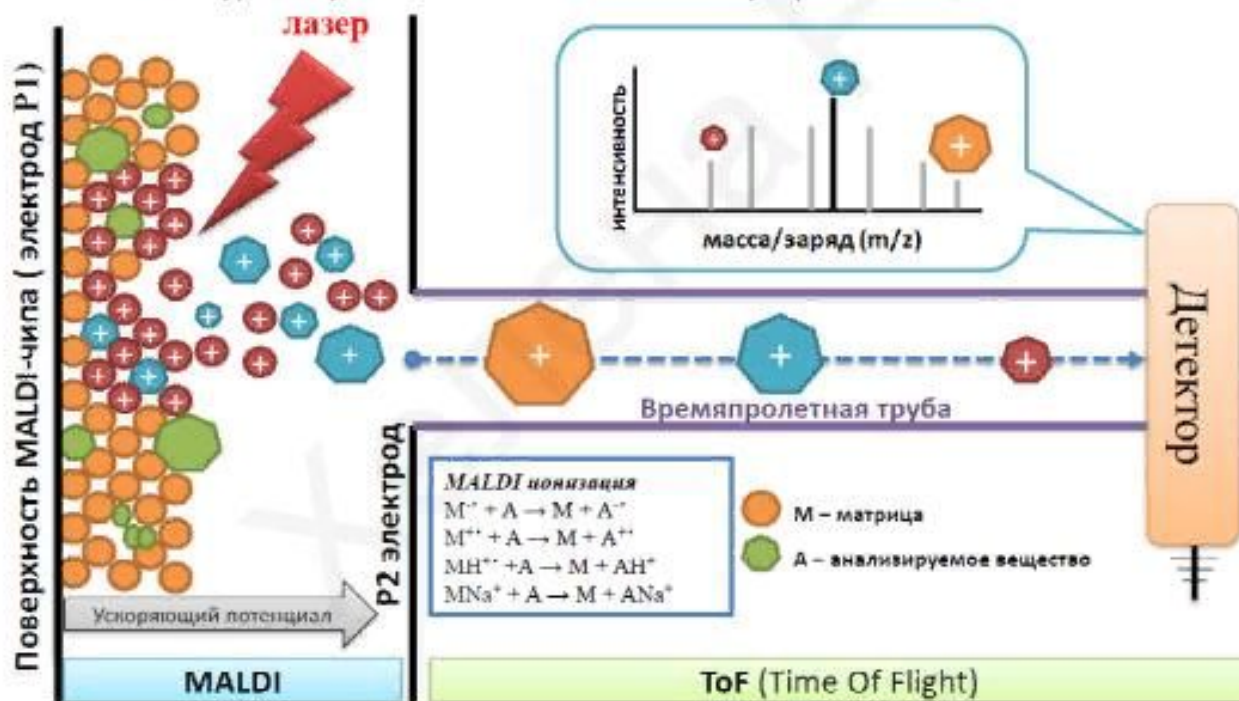 лазер
Поверхность MALDI-чипа ( электрод P1)
интенсивность
масса/заряд (m/z)
Детектор
Времяпролетная труба
P2 электрод
MALDI ионизация
M⁻· + A → M + A⁻·
M⁺· + A → M + A⁺·
MH⁺· +A → M + AH⁺
MNa⁺ + A → M + ANa⁺
M – матрица
A – анализируемое вещество
Ускоряющий потенциал
MALDI
ToF (Time Of Flight)